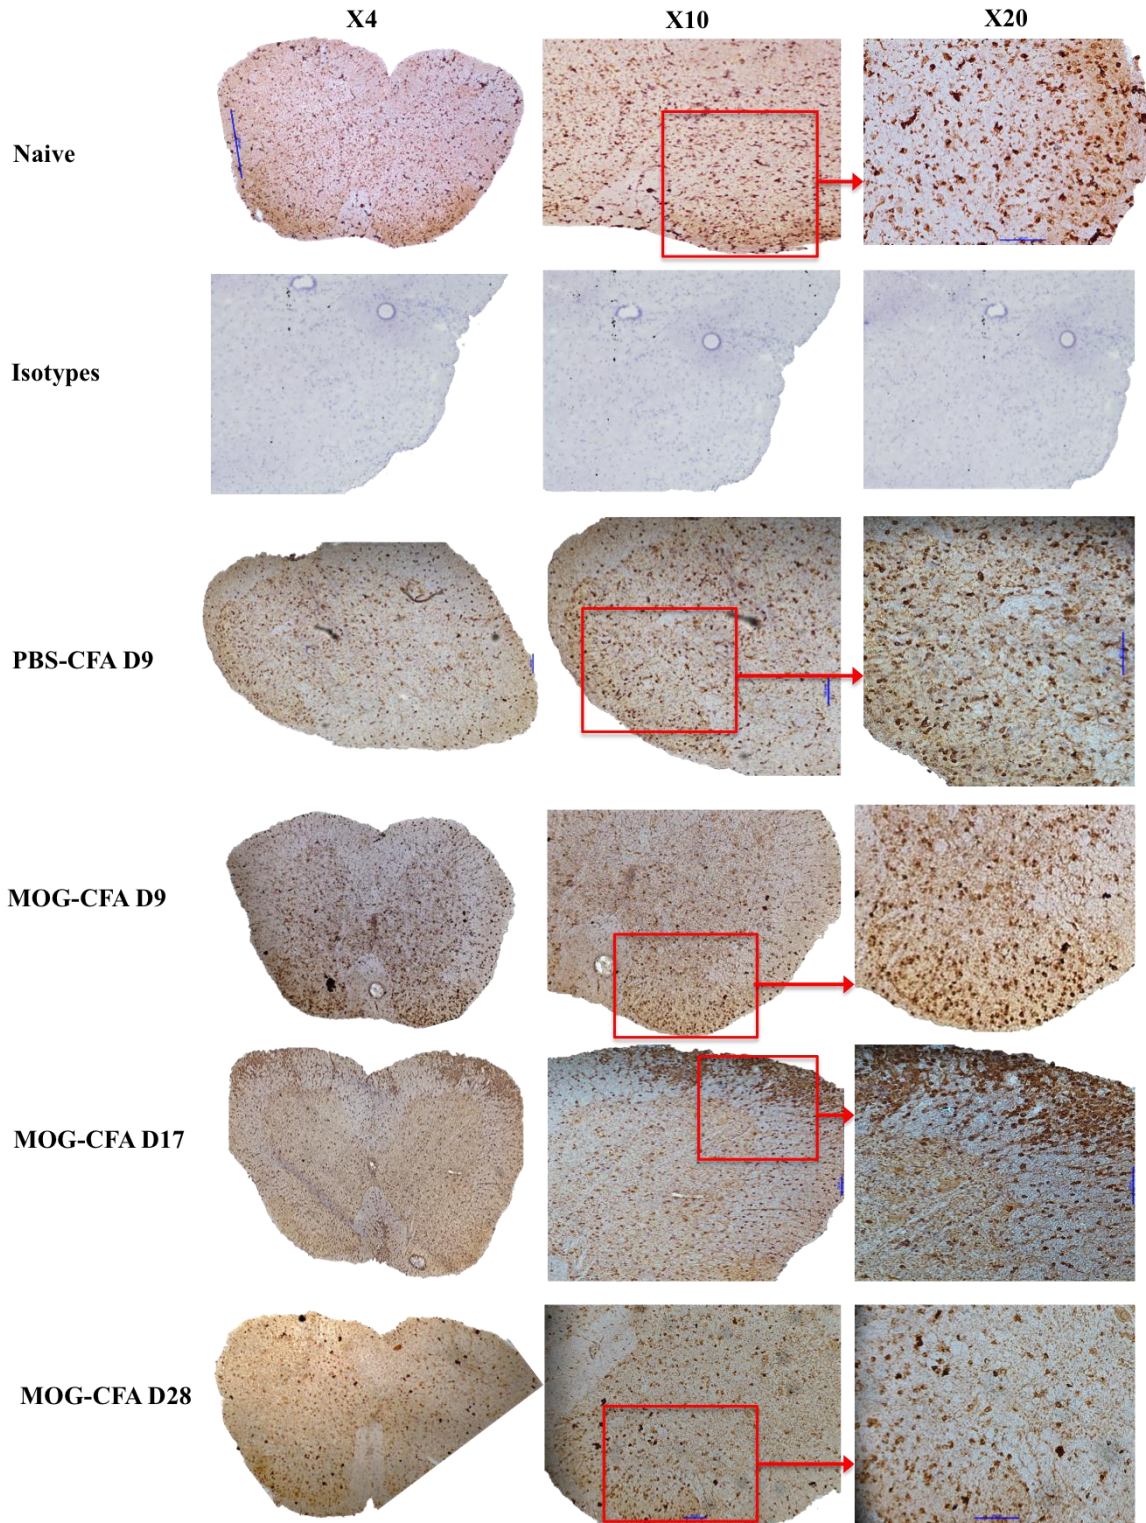 X4 X10 X20
Naive
Isotypes
PBS-CFA D9
MOG-CFA D9
MOG-CFA D17
MOG-CFA D28